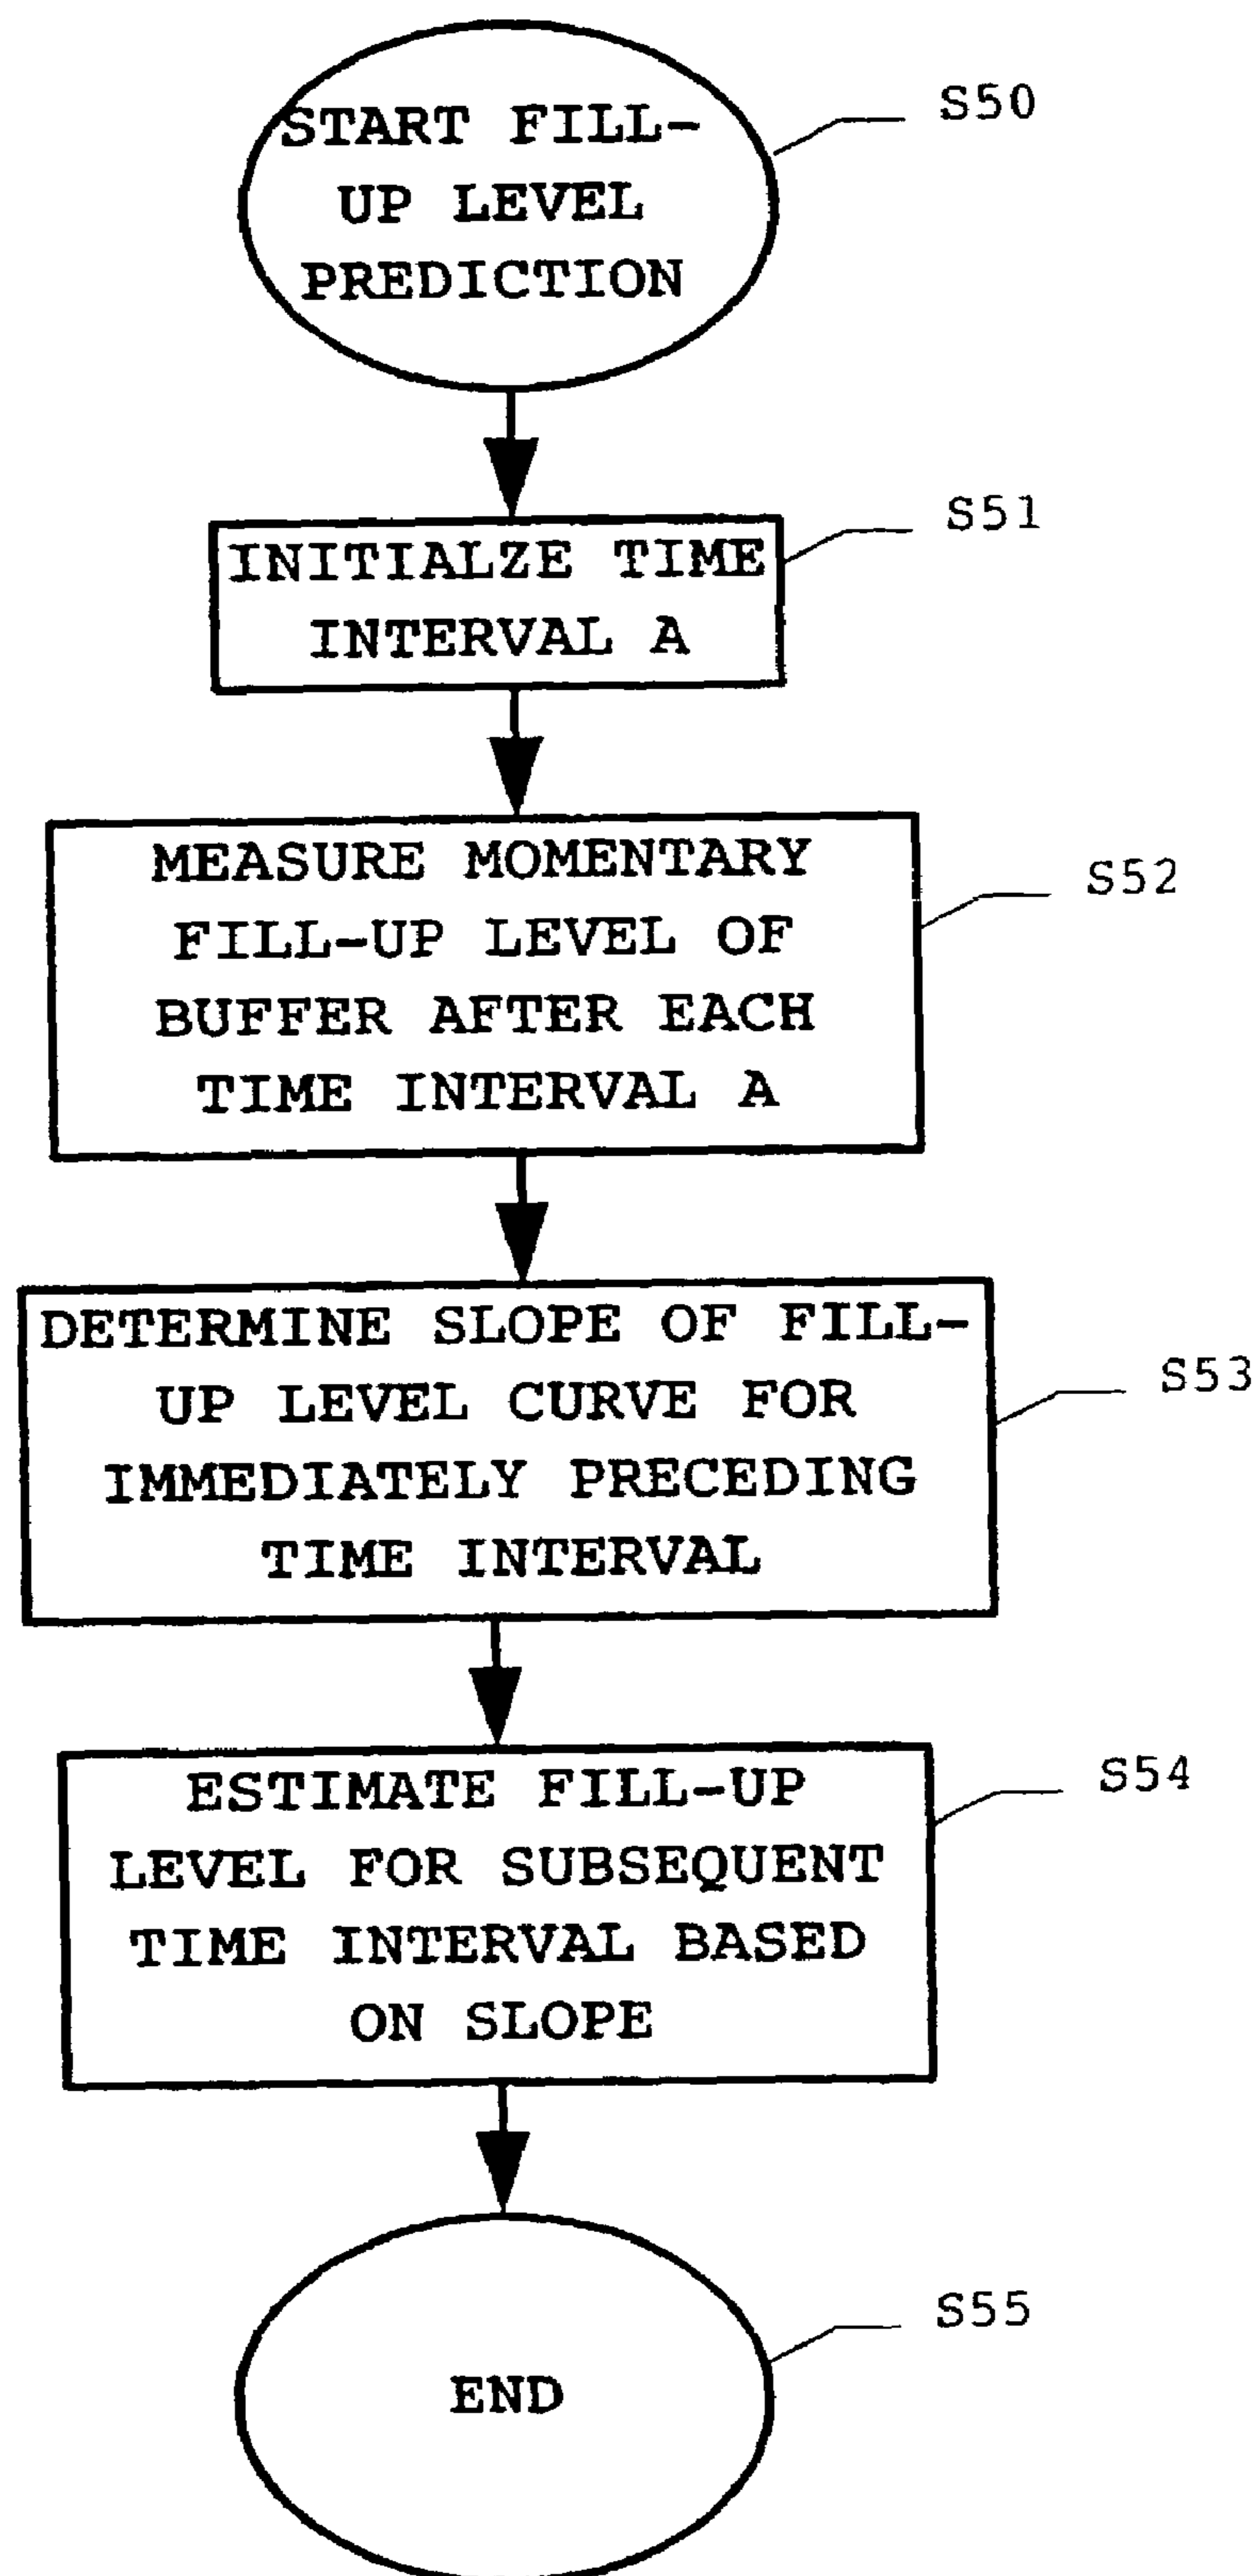 START FILL-
UP LEVEL
PREDICTION
S50
INITIALZE TIME
INTERVAL A
S51
MEASURE MOMENTARY
FILL-UP LEVEL OF
BUFFER AFTER EACH
TIME INTERVAL A
S52
DETERMINE SLOPE OF FILL-
UP LEVEL CURVE FOR
IMMEDIATELY PRECEDING
TIME INTERVAL
S53
ESTIMATE FILL-UP
LEVEL FOR SUBSEQUENT
TIME INTERVAL BASED
ON SLOPE
S54
END
S55